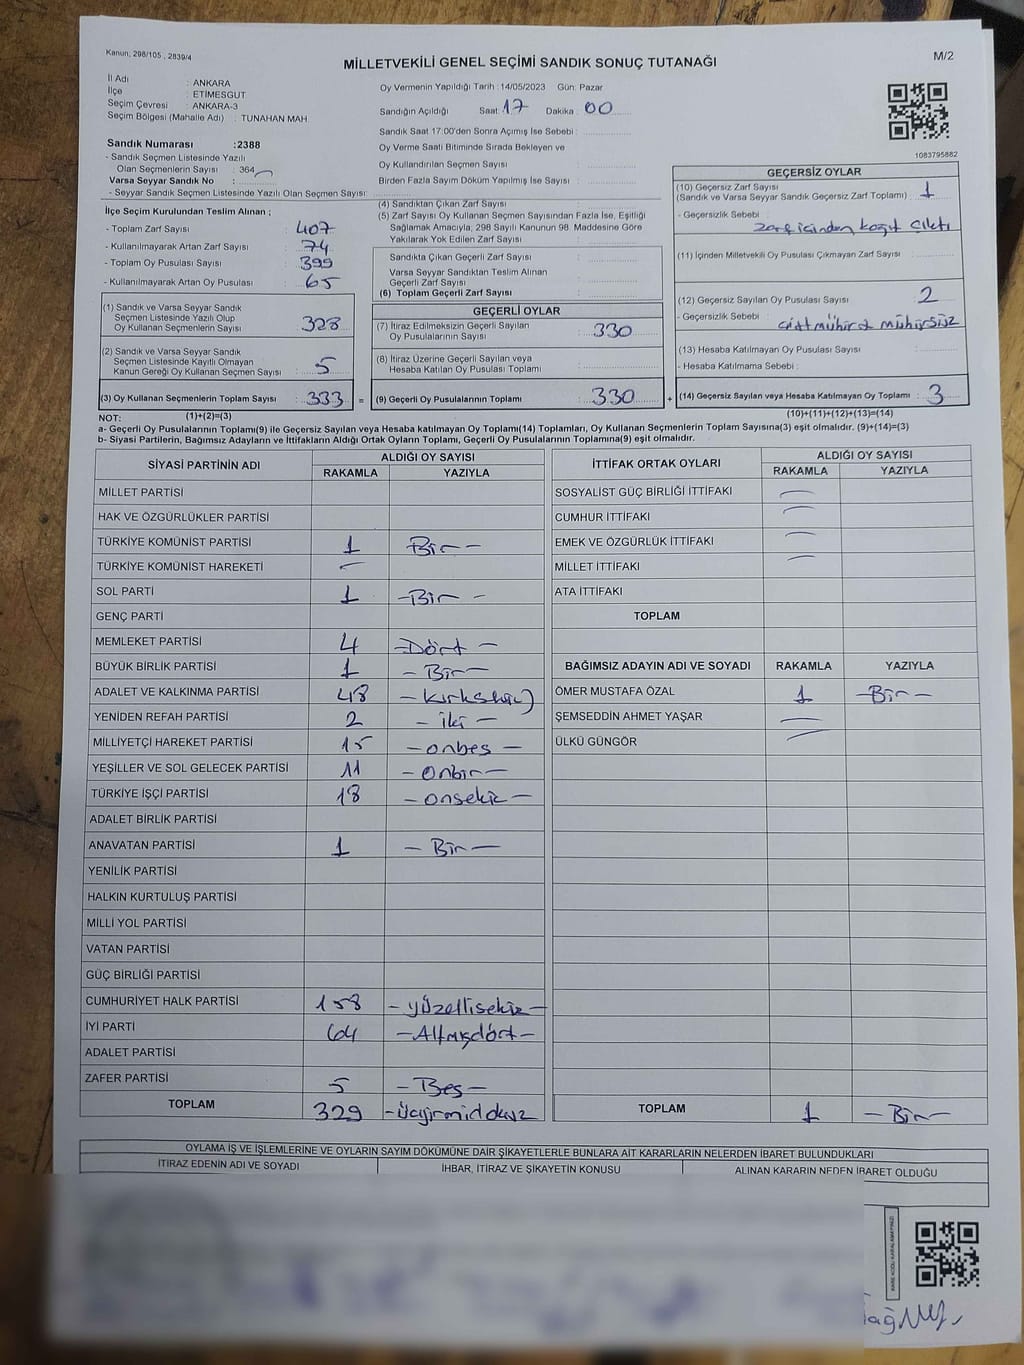 Kanun; 298/105 , 2839/4
MİLLETVEKİLİ GENEL SEÇİMİ SANDIK SONUÇ TUTANAĞI
M/2
İl Adı : ANKARA
İlçe : ETİMESGUT
Seçim Çevresi : ANKARA-3
Seçim Bölgesi (Mahalle Adı) : TUNAHAN MAH.
Oy Vermenin Yapıldığı Tarih : 14/05/2023 Gün: Pazar
Sandığın Açıldığı Saat: 17 Dakika : 00
Sandık Saat 17:00'den Sonra Açımış İse Sebebi :
Oy Verme Saati Bitiminde Sırada Bekleyen ve
Oy Kullandırılan Seçmen Sayısı :
Birden Fazla Sayım Döküm Yapılmış İse Sayısı :
Sandık Numarası :2388
- Sandık Seçmen Listesinde Yazılı
Olan Seçmenlerin Sayısı : 364
Varsa Seyyar Sandık No :
- Seyyar Sandık Seçmen Listesinde Yazılı Olan Seçmen Sayısı:
1083795882
İlçe Seçim Kurulundan Teslim Alınan ;
- Toplam Zarf Sayısı : 407
- Kullanılmayarak Artan Zarf Sayısı : 74
- Toplam Oy Pusulası Sayısı : 399
- Kullanılmayarak Artan Oy Pusulası : 65
(1) Sandık ve Varsa Seyyar Sandık
Seçmen Listesinde Yazılı Olup
Oy Kullanan Seçmenlerin Sayısı : 328
(2) Sandık ve Varsa Seyyar Sandık
Seçmen Listesinde Kayıtlı Olmayan
Kanun Gereği Oy Kullanan Seçmen Sayısı : 5
(3) Oy Kullanan Seçmenlerin Toplam Sayısı : 333 =
(4) Sandıktan Çıkan Zarf Sayısı :
(5) Zarf Sayısı Oy Kullanan Seçmen Sayısından Fazla İse, Eşitliği
Sağlamak Amacıyla; 298 Sayılı Kanunun 98. Maddesine Göre
Yakılarak Yok Edilen Zarf Sayısı :
Sandıkta Çıkan Geçerli Zarf Sayısı :
Varsa Seyyar Sandıktan Teslim Alınan
Geçerli Zarf Sayısı :
(6) Toplam Geçerli Zarf Sayısı :
GEÇERLİ OYLAR
(7) İtiraz Edilmeksizin Geçerli Sayılan
Oy Pusulalarının Sayısı : 330
(8) İtiraz Üzerine Geçerli Sayılan veya
Hesaba Katılan Oy Pusulası Toplamı :
(9) Geçerli Oy Pusulalarının Toplamı : 330 +
GEÇERSİZ OYLAR
(10) Geçersiz Zarf Sayısı
(Sandık ve Varsa Seyyar Sandık Geçersiz Zarf Toplamı) : 1
- Geçersizlik Sebebi : zarf içinden kağıt çıktı
(11) İçinden Milletvekili Oy Pusulası Çıkmayan Zarf Sayısı :
(12) Geçersiz Sayılan Oy Pusulası Sayısı : 2
- Geçersizlik Sebebi : çift mühür + mühürsüz
(13) Hesaba Katılmayan Oy Pusulası Sayısı :
- Hesaba Katılmama Sebebi :
(14) Geçersiz Sayılan veya Hesaba Katılmayan Oy Toplamı : 3
NOT: (1)+(2)=(3)
(10)+(11)+(12)+(13)=(14)
a- Geçerli Oy Pusulalarının Toplamı(9) ile Geçersiz Sayılan veya Hesaba katılmayan Oy Toplamı(14) Toplamları, Oy Kullanan Seçmenlerin Toplam Sayısına(3) eşit olmalıdır. (9)+(14)=(3)
b- Siyasi Partilerin, Bağımsız Adayların ve İttifakların Aldığı Ortak Oyların Toplamı, Geçerli Oy Pusulalarının Toplamına(9) eşit olmalıdır.
SİYASİ PARTİNİN ADI ALDIĞI OY SAYISI
RAKAMLA YAZIYLA
MİLLET PARTİSİ
HAK VE ÖZGÜRLÜKLER PARTİSİ
TÜRKİYE KOMÜNİST PARTİSİ 1 Bir -
TÜRKİYE KOMÜNİST HAREKETİ -
SOL PARTİ 1 -Bir -
GENÇ PARTİ
MEMLEKET PARTİSİ 4 -Dört -
BÜYÜK BİRLİK PARTİSİ 1 - Bir -
ADALET VE KALKINMA PARTİSİ 48 - kırksekiz
YENİDEN REFAH PARTİSİ 2 - iki -
MİLLİYETÇİ HAREKET PARTİSİ 15 - onbeş -
YEŞİLLER VE SOL GELECEK PARTİSİ 11 - Onbir -
TÜRKİYE İŞÇİ PARTİSİ 18 - onsekiz -
ADALET BİRLİK PARTİSİ
ANAVATAN PARTİSİ 1 - Bir -
YENİLİK PARTİSİ
HALKIN KURTULUŞ PARTİSİ
MİLLİ YOL PARTİSİ
VATAN PARTİSİ
GÜÇ BİRLİĞİ PARTİSİ
CUMHURİYET HALK PARTİSİ 158 - yüzellisekiz -
İYİ PARTİ 64 - Altmışdört -
ADALET PARTİSİ
ZAFER PARTİSİ 5 - Beş -
TOPLAM 329 - Üçyirmidokuz
İTTİFAK ORTAK OYLARI ALDIĞI OY SAYISI
RAKAMLA YAZIYLA
SOSYALİST GÜÇ BİRLİĞİ İTTİFAKI -
CUMHUR İTTİFAKI -
EMEK VE ÖZGÜRLÜK İTTİFAKI -
MİLLET İTTİFAKI -
ATA İTTİFAKI
TOPLAM
BAĞIMSIZ ADAYIN ADI VE SOYADI RAKAMLA YAZIYLA
ÖMER MUSTAFA ÖZAL 1 - Bir -
ŞEMSEDDİN AHMET YAŞAR -
ÜLKÜ GÜNGÖR -
TOPLAM 1 - Bir -
OYLAMA İŞ VE İŞLEMLERİNE VE OYLARIN SAYIM DÖKÜMÜNE DAİR ŞİKAYETLERLE BUNLARA AİT KARARLARIN NELERDEN İBARET BULUNDUKLARI
İTİRAZ EDENİN ADI VE SOYADI İHBAR, İTİRAZ VE ŞİKAYETİN KONUSU ALINAN KARARIN NEDEN İBARET OLDUĞU
KARE KODU KARALAMAYINIZ!